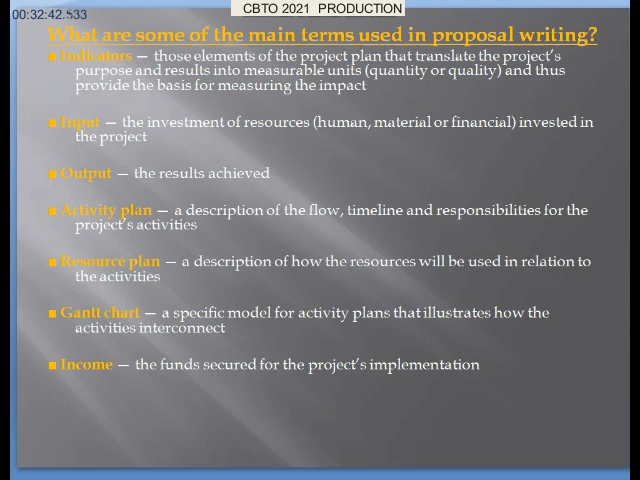 CBTO 2021 PRODUCTION
00:32:42.533
What are some of the main terms used in proposal writing?
■ Indicators — those elements of the project plan that translate the project's
purpose and results into measurable units (quantity or quality) and thus
provide the basis for measuring the impact
■ Input — the investment of resources (human, material or financial) invested in
the project
■ Output — the results achieved
■ Activity plan — a description of the flow, timeline and responsibilities for the
project's activities
■ Resource plan — a description of how the resources will be used in relation to
the activities
■ Gantt chart — a specific model for activity plans that illustrates how the
activities interconnect
■ Income — the funds secured for the project's implementation